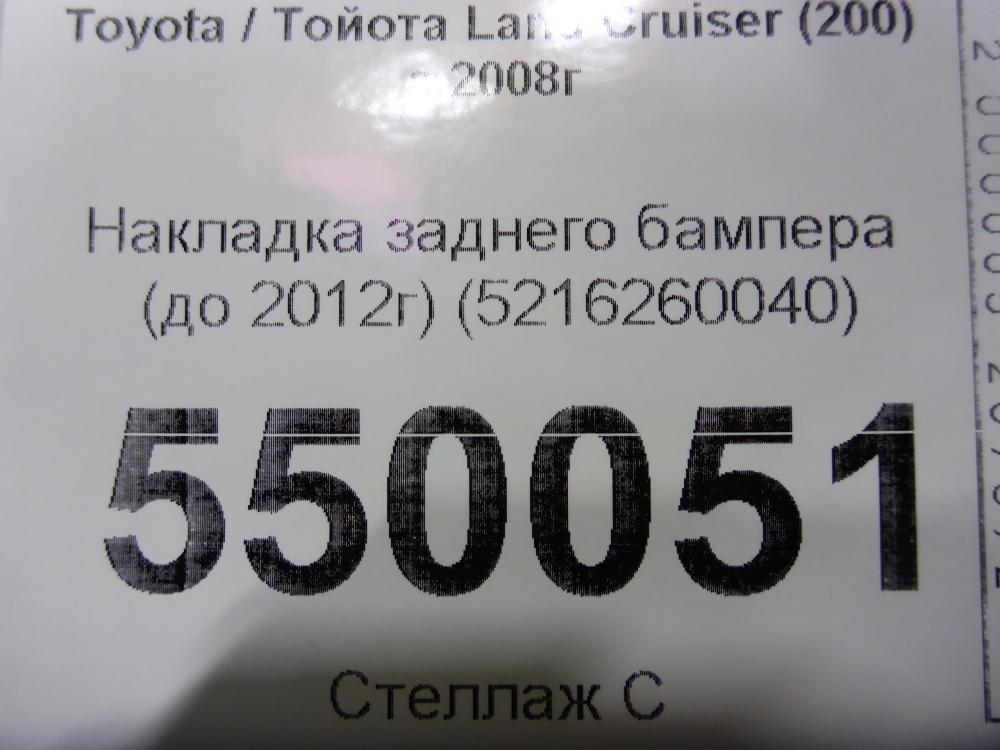 Toyota / Тойота Land Cruiser (200)
с 2008г
Накладка заднего бампера
(до 2012г) (5216260040)
550051
Стеллаж С